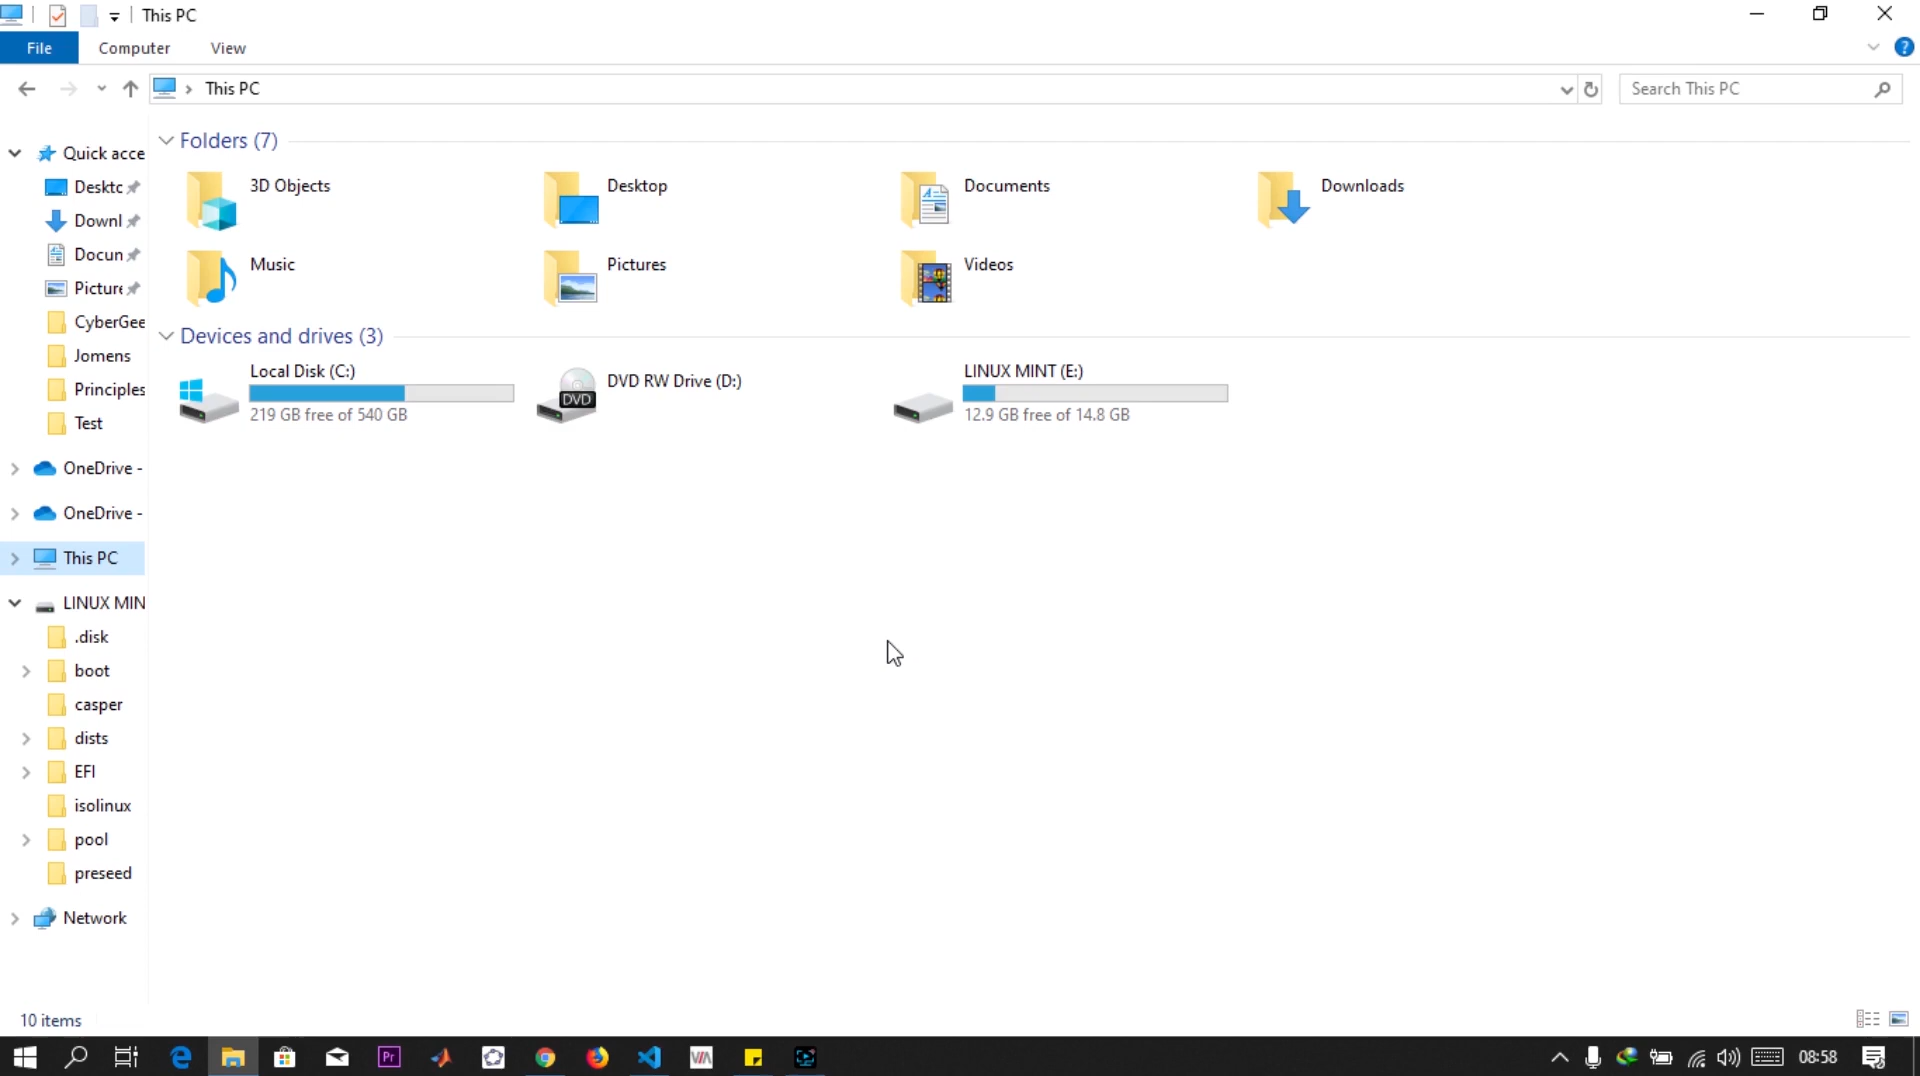 This PC
File Computer View
This PC
Search This PC
Folders (7)
3D Objects
Desktop
Documents
Downloads
Music
Pictures
Videos
Devices and drives (3)
Local Disk (C:)
219 GB free of 540 GB
DVD
DVD RW Drive (D:)
LINUX MINT (E:)
12.9 GB free of 14.8 GB
Quick acce
Deskto
Downl
Docun
Picture
CyberGee
Jomens
Principles
Test
OneDrive -
OneDrive -
This PC
LINUX MIN
.disk
boot
casper
dists
EFI
isolinux
pool
preseed
Network
10 items
Pr
VIA
08:58